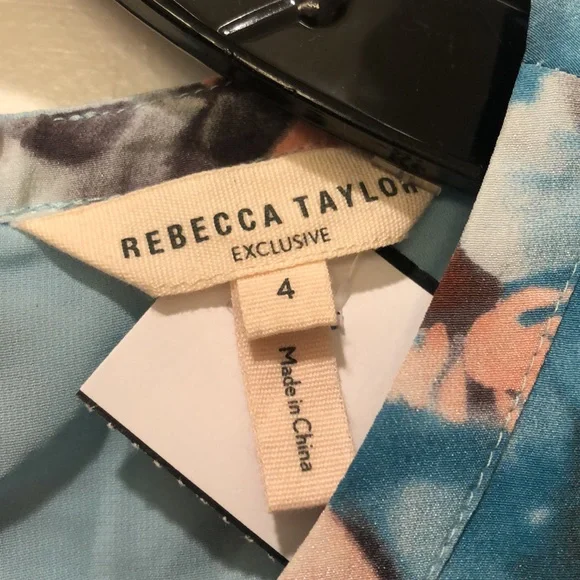 REBECCA TAYLOR
EXCLUSIVE
4
Made in China